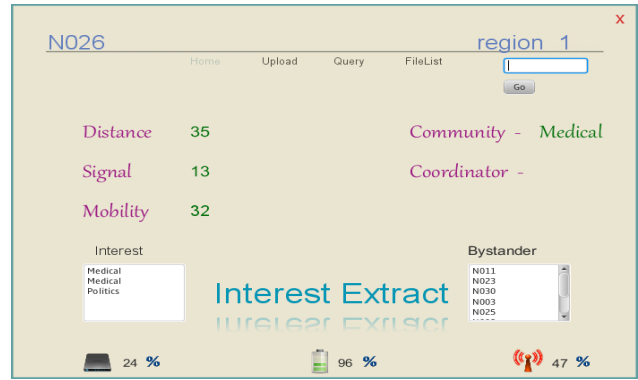 x
N026 region 1
Home Upload Query FileList
Go
Distance 35 Community - Medical
Signal 13 Coordinator -
Mobility 32
Interest Bystander
Medical
Medical
Politics
N011
N023
N030
N003
N025
Interest Extract
24 % 96 % 47 %